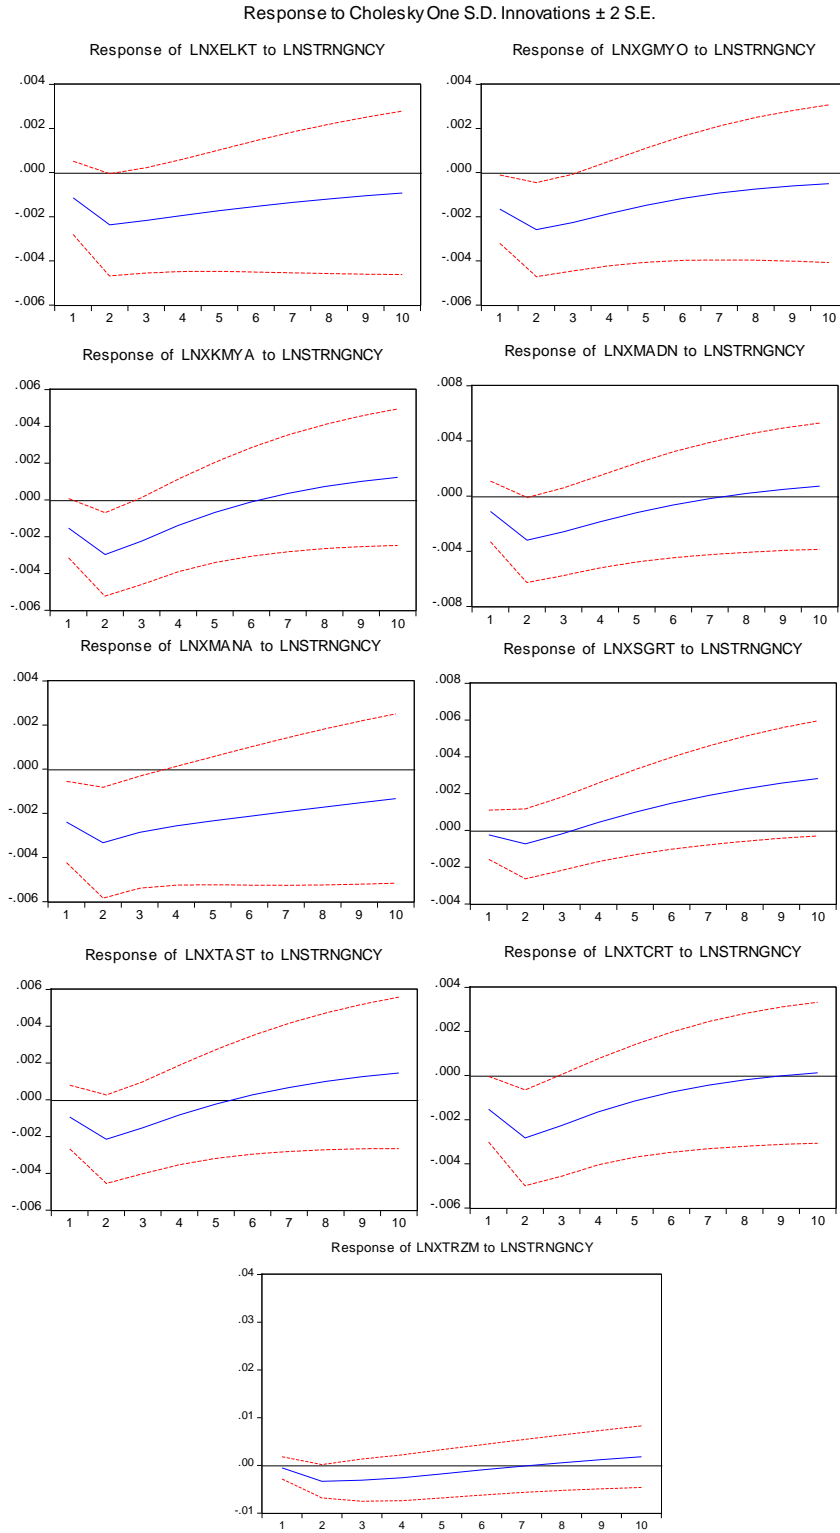 Response to Cholesky One S.D. Innovations ± 2 S.E.
Response of LNXELKT to LNSTRNGNCY
.004
.002
.000
-.002
-.004
-.006
1 2 3 4 5 6 7 8 9 10
Response of LNXGMYO to LNSTRNGNCY
.004
.002
.000
-.002
-.004
-.006
1 2 3 4 5 6 7 8 9 10
Response of LNXKMYA to LNSTRNGNCY
.006
.004
.002
.000
-.002
-.004
-.006
1 2 3 4 5 6 7 8 9 10
Response of LNXMADN to LNSTRNGNCY
.008
.004
.000
-.004
-.008
1 2 3 4 5 6 7 8 9 10
Response of LNXMANA to LNSTRNGNCY
.004
.002
.000
-.002
-.004
-.006
1 2 3 4 5 6 7 8 9 10
Response of LNXSGRT to LNSTRNGNCY
.008
.006
.004
.002
.000
-.002
-.004
1 2 3 4 5 6 7 8 9 10
Response of LNXTAST to LNSTRNGNCY
.006
.004
.002
.000
-.002
-.004
-.006
1 2 3 4 5 6 7 8 9 10
Response of LNXTCRT to LNSTRNGNCY
.004
.002
.000
-.002
-.004
-.006
1 2 3 4 5 6 7 8 9 10
Response of LNXTRZM to LNSTRNGNCY
.04
.03
.02
.01
.00
-.01
1 2 3 4 5 6 7 8 9 10